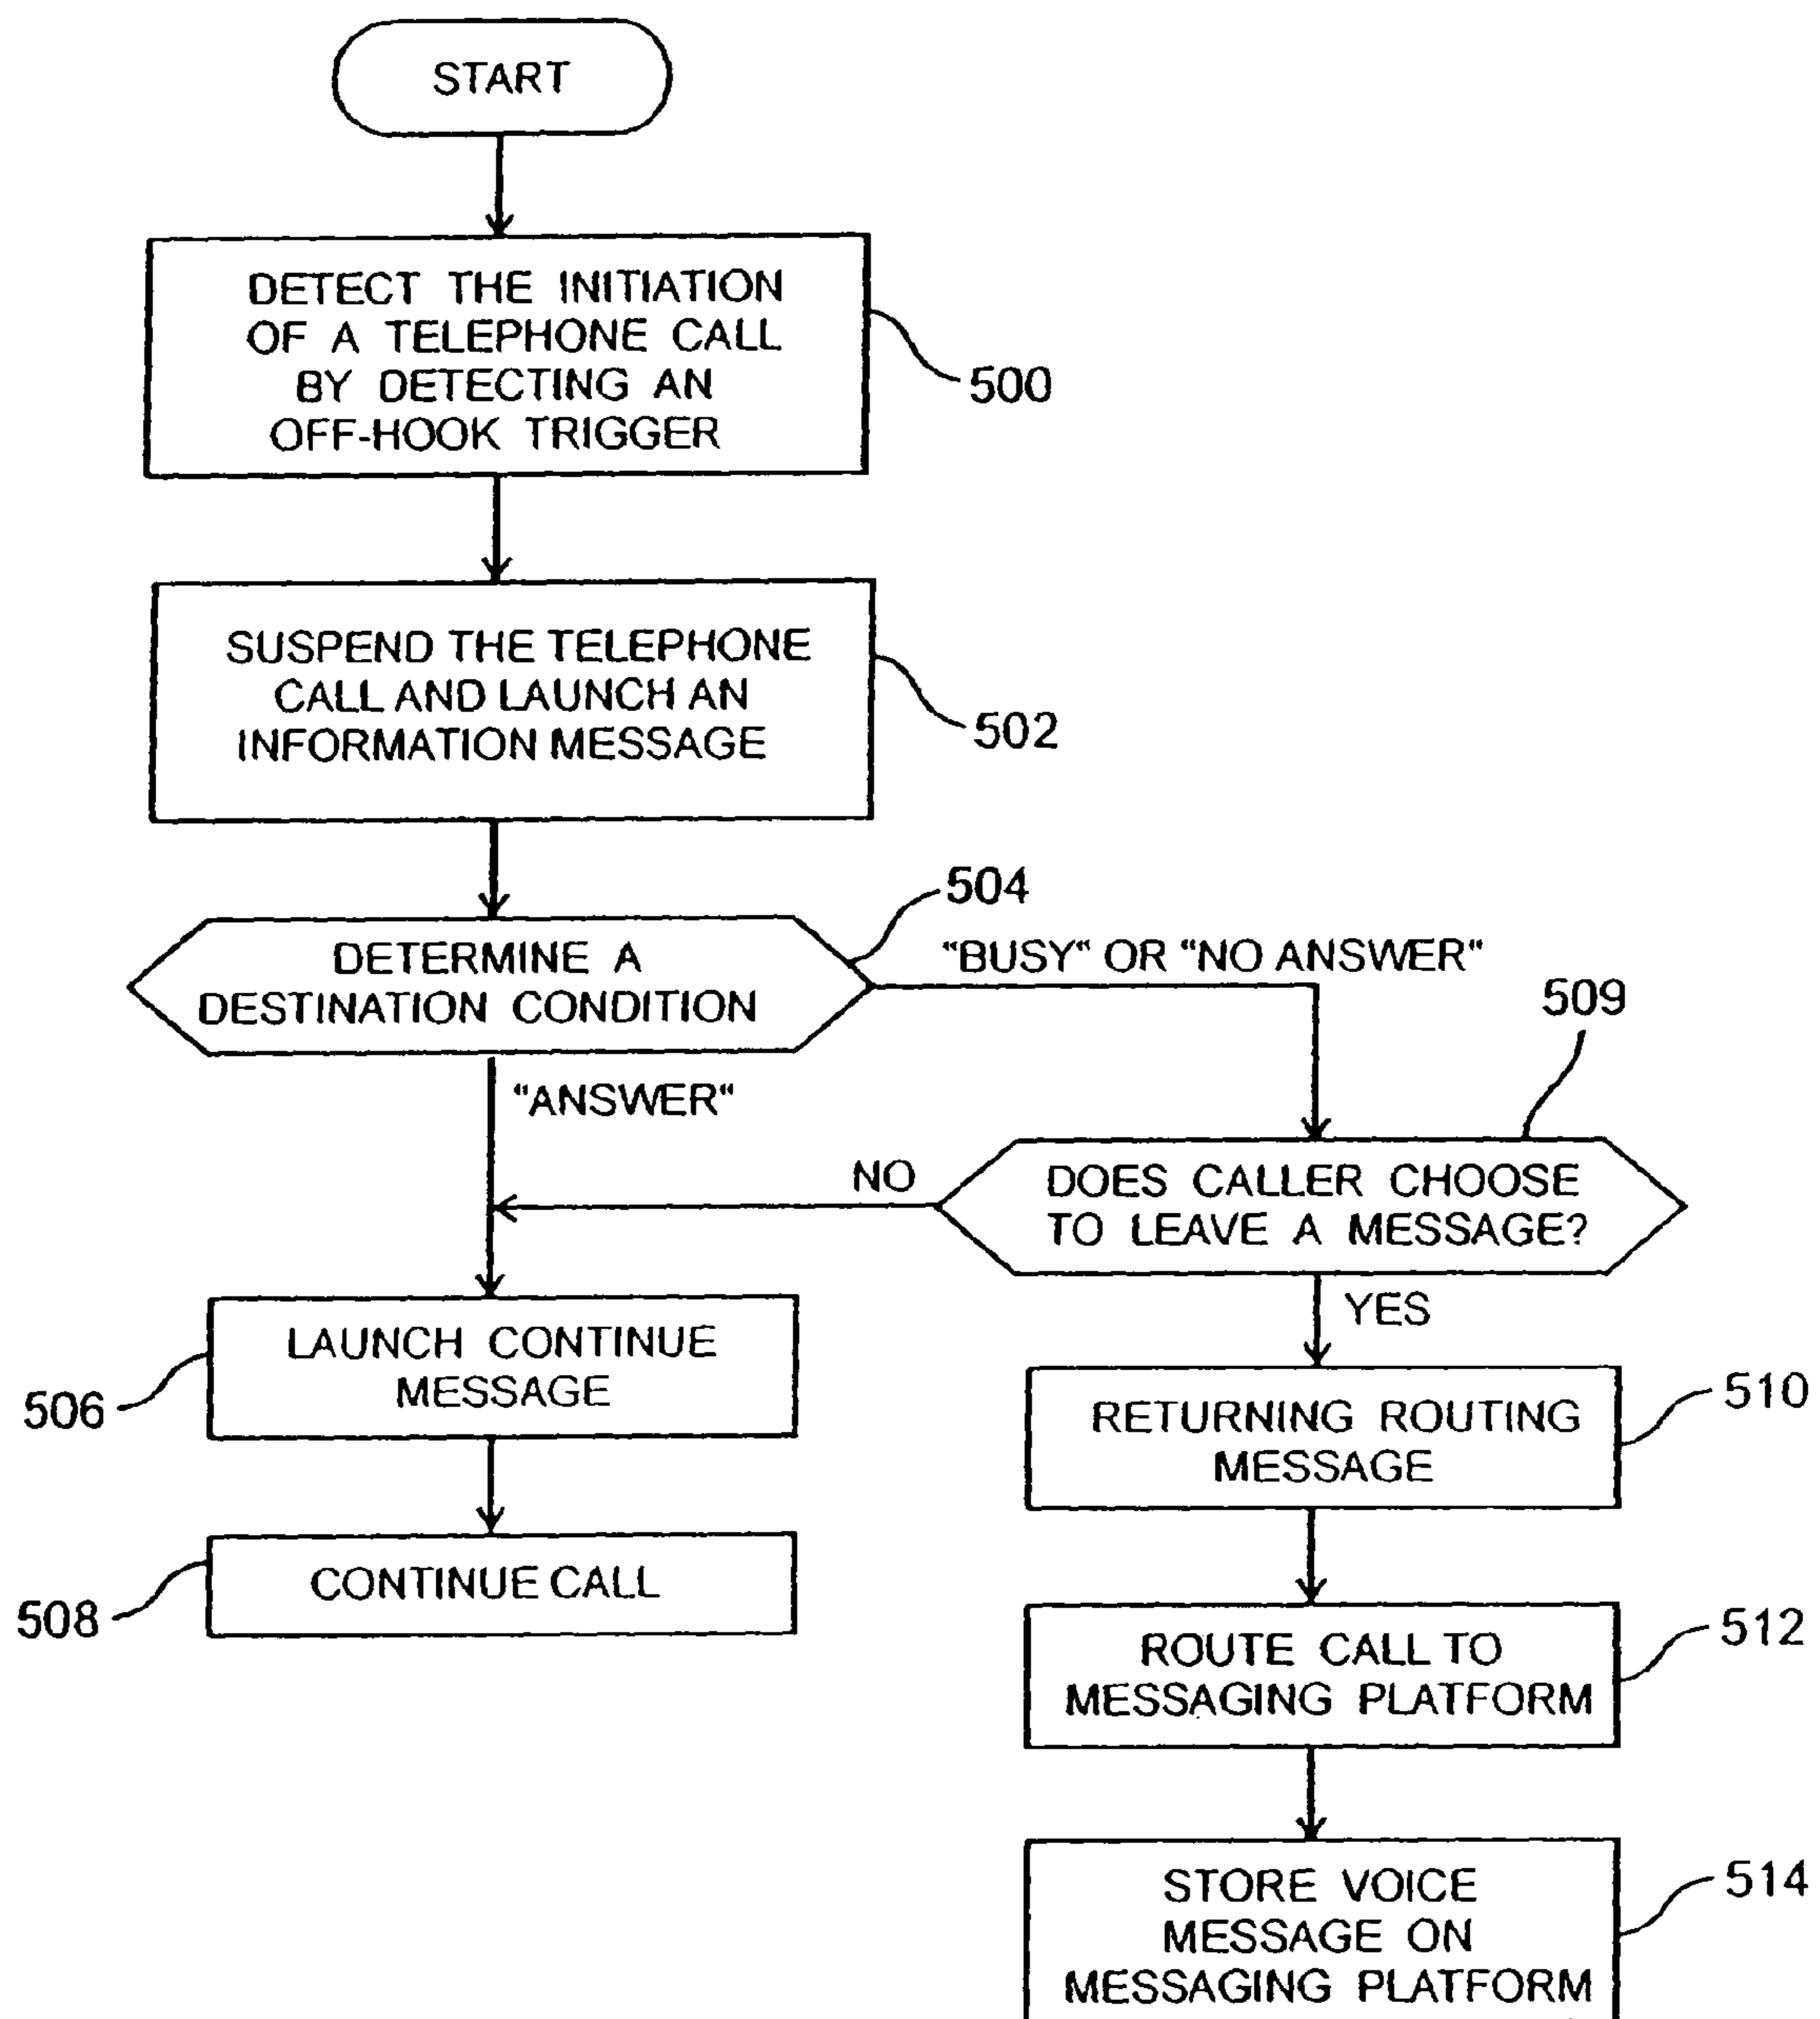 START
DETECT THE INITIATION
OF A TELEPHONE CALL
BY DETECTING AN
OFF-HOOK TRIGGER
500
SUSPEND THE TELEPHONE
CALL AND LAUNCH AN
INFORMATION MESSAGE
502
504
DETERMINE A
DESTINATION CONDITION
"BUSY" OR "NO ANSWER"
509
"ANSWER"
NO
DOES CALLER CHOOSE
TO LEAVE A MESSAGE?
YES
LAUNCH CONTINUE
MESSAGE
506
RETURNING ROUTING
MESSAGE
510
CONTINUE CALL
508
ROUTE CALL TO
MESSAGING PLATFORM
512
STORE VOICE
MESSAGE ON
MESSAGING PLATFORM
514